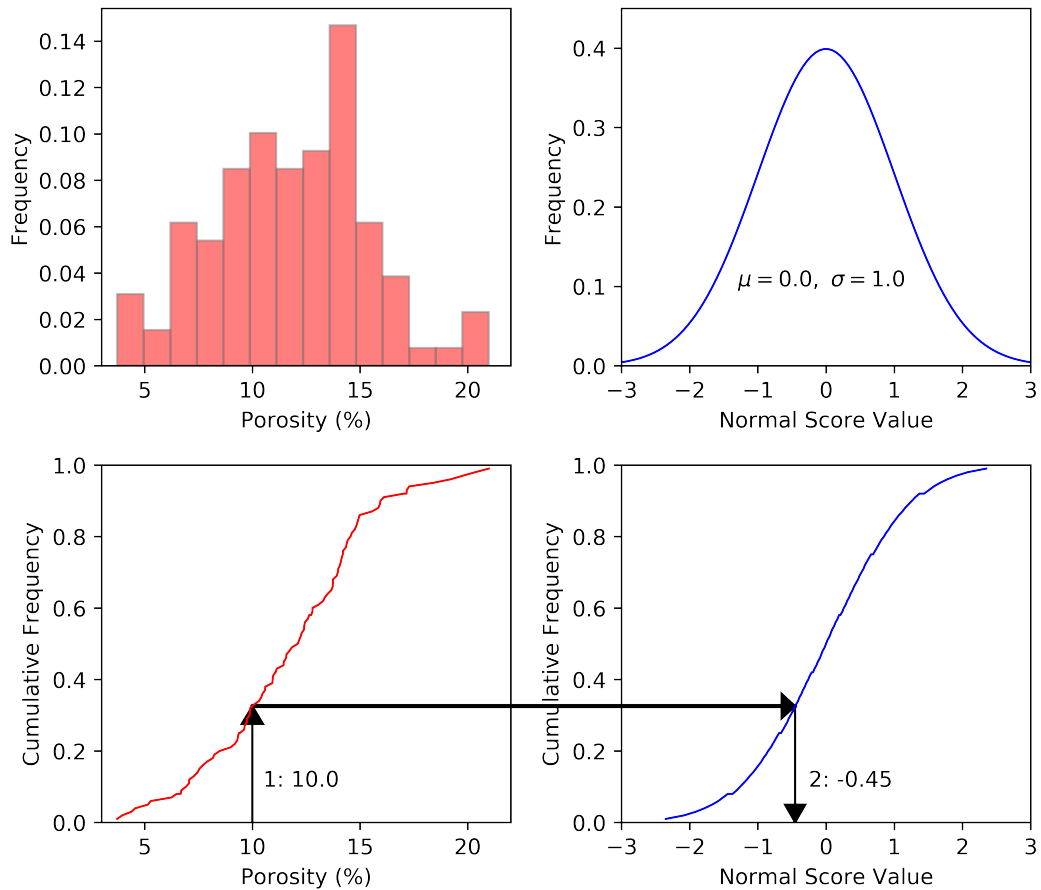 Frequency
0.14
0.12
0.10
0.08
0.06
0.04
0.02
0.00
5 10 15 20
Porosity (%)
Frequency
0.4
0.3
0.2
0.1
0.0
μ = 0.0, σ = 1.0
−3 −2 −1 0 1 2 3
Normal Score Value
Cumulative Frequency
1.0
0.8
0.6
0.4
0.2
0.0
1: 10.0
5 10 15 20
Porosity (%)
Cumulative Frequency
1.0
0.8
0.6
0.4
0.2
0.0
2: -0.45
−3 −2 −1 0 1 2 3
Normal Score Value